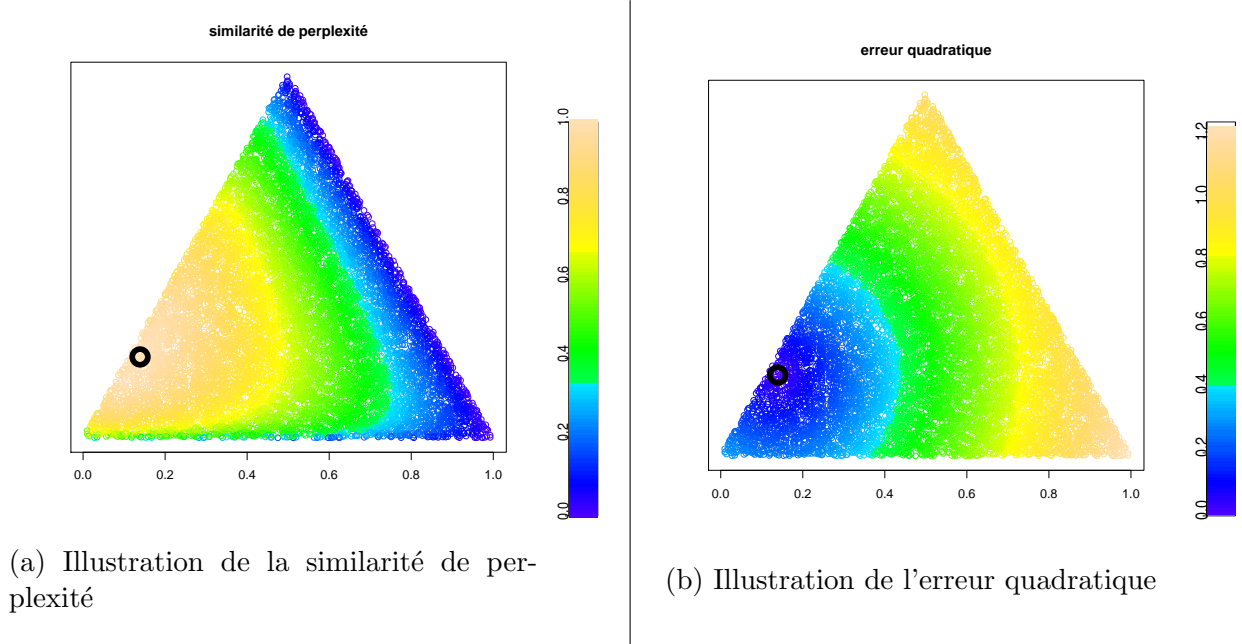 similarité de perplexité
0.0 0.2 0.4 0.6 0.8 1.0
0.0 0.2 0.4 0.6 0.8 1.0
(a) Illustration de la similarité de per-
plexité
erreur quadratique
0.0 0.2 0.4 0.6 0.8 1.0
0.0 0.2 0.4 0.6 0.8 1.0 1.2
(b) Illustration de l'erreur quadratique